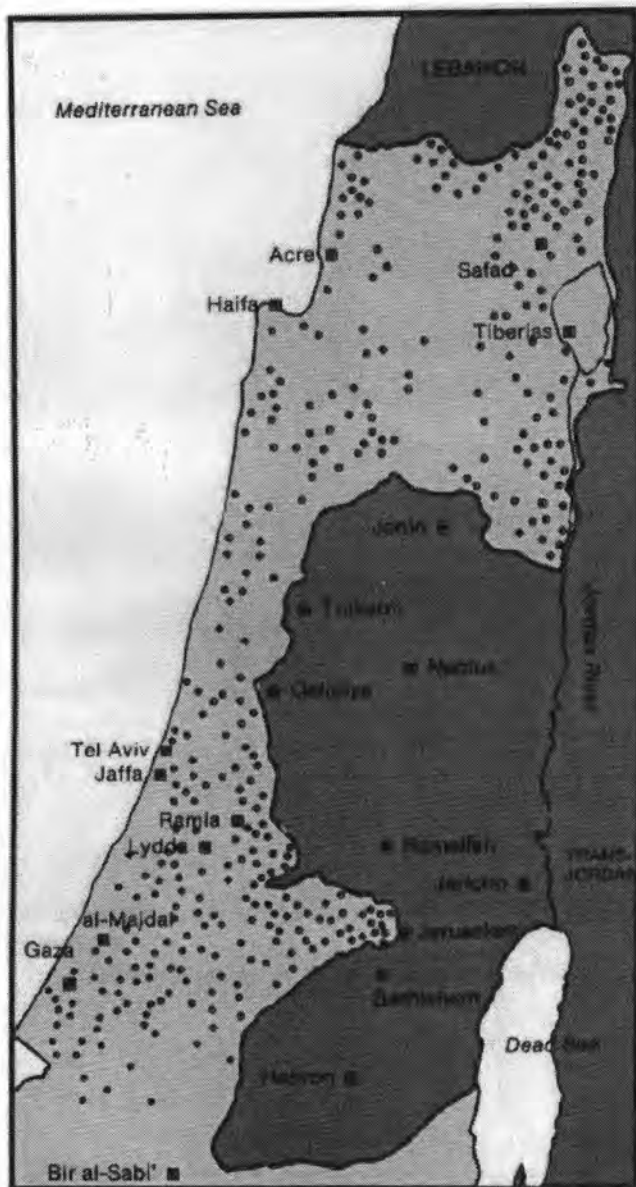 LEBANON
Mediterranean Sea
Acre
Safad
Haifa
Tiberias
Jenin
Tulkarm
Nablus
Jordan River
Qalqilya
Tel Aviv
Jaffa
Ramla
Lydda
Ramallah
TRANS-
JORDAN
Jericho
al-Majdal
Jerusalem
Gaza
Bethlehem
Dead Sea
Hebron
Bir al-Sabi'